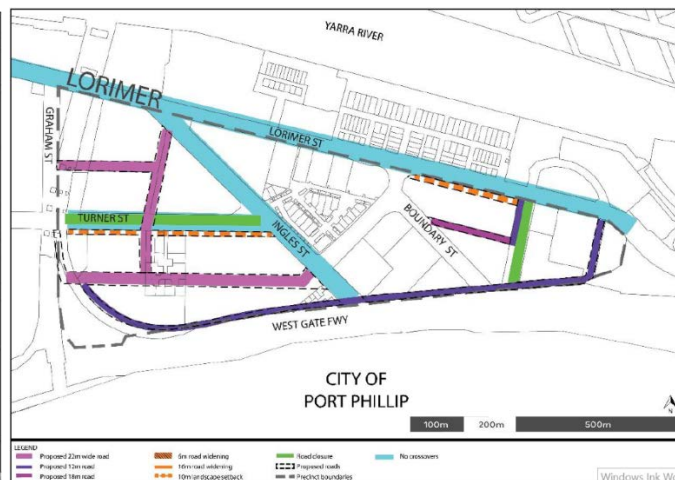 YARRA RIVER
LORIMER
GRAHAM ST
LORIMER ST
TURNER ST
INGLES ST
BOUNDARY ST
WEST GATE FWY
CITY OF
PORT PHILLIP
100m 200m 500m
N
LEGEND
Proposed 22m wide road
Proposed 12m road
Proposed 18m road
6m road widening
10m road widening
10m landscape setback
Road closure
Proposed roads
Precinct boundaries
No crossovers
Windows Ink Wo